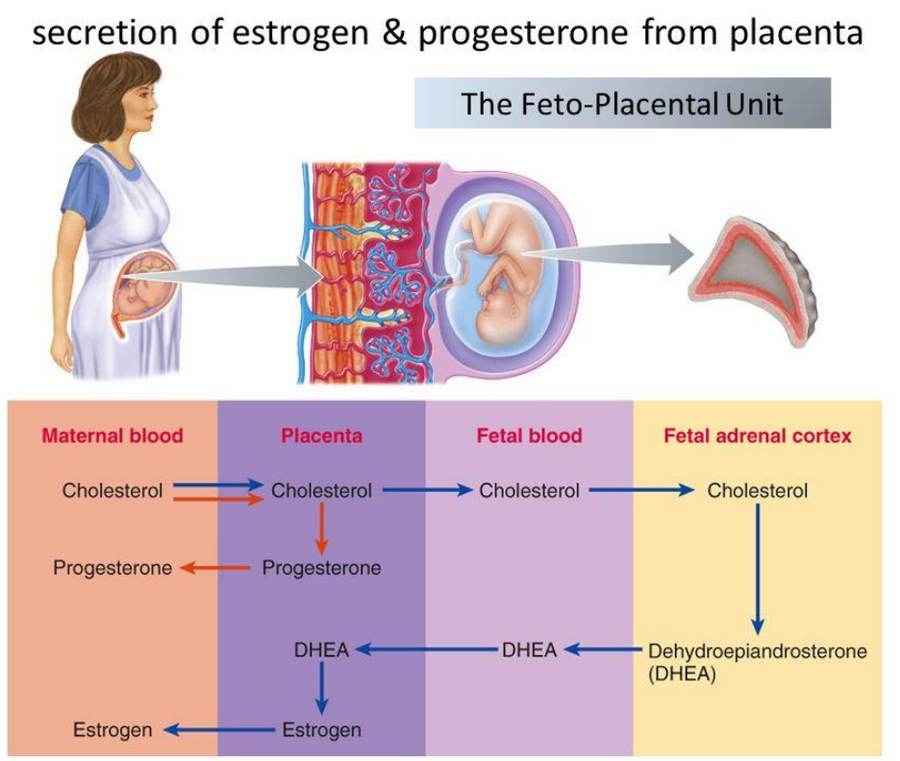 secretion of estrogen & progesterone from placenta
The Feto-Placental Unit
Maternal blood
Placenta
Fetal blood
Fetal adrenal cortex
Cholesterol
Cholesterol
Cholesterol
Cholesterol
Progesterone
Progesterone
DHEA
DHEA
Dehydroepiandrosterone
(DHEA)
Estrogen
Estrogen